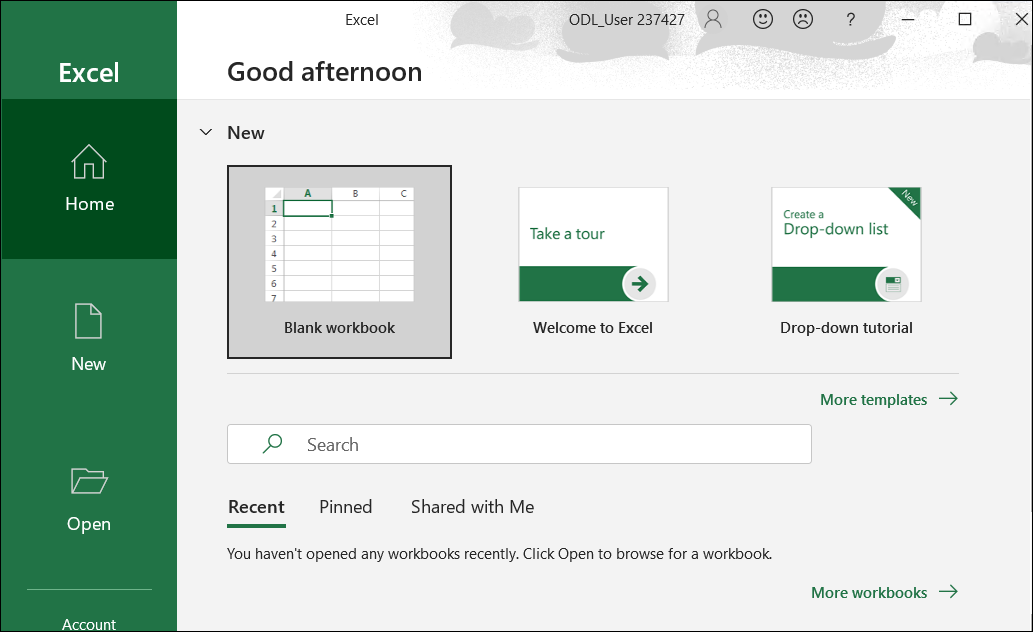 Excel
ODL_User 237427
?
Excel
Good afternoon
Home
New
Open
Account
New
A B C
1
2
3
4
5
6
7
Blank workbook
Take a tour
Welcome to Excel
New
Create a
Drop-down list
Drop-down tutorial
More templates
Search
Recent Pinned Shared with Me
You haven't opened any workbooks recently. Click Open to browse for a workbook.
More workbooks